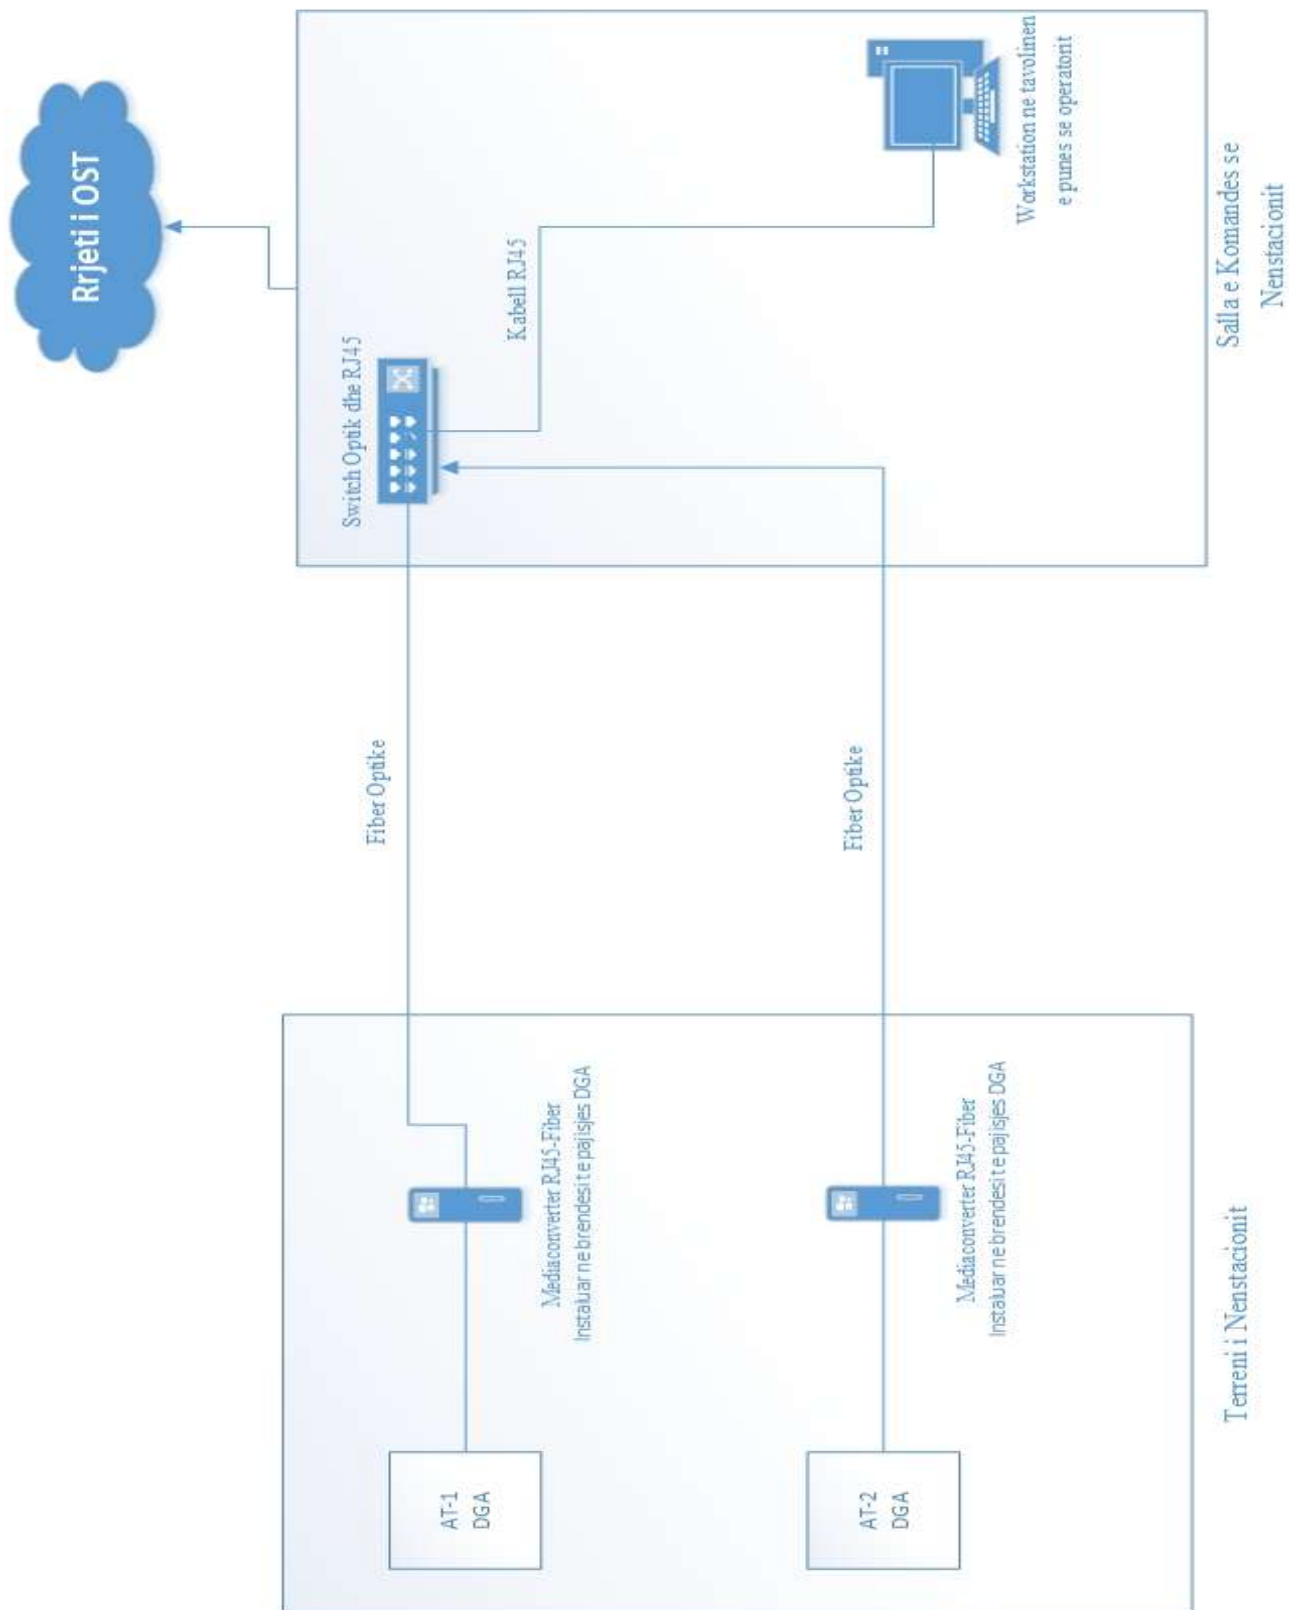 Rrjeti i OST
Switch Optik dhe RJ45
Kabell RJ45
Workstation ne tavolinen
e punes se operatorit
Salla e Komandes se
Nenstacionit
Fiber Optike
Fiber Optike
Mediaconverter RJ45-Fiber
Instaluar ne brendesi te pajisjes DGA
Mediaconverter RJ45-Fiber
Instaluar ne brendesi te pajisjes DGA
AT-1
DGA
AT-2
DGA
Terreni i Nenstacionit